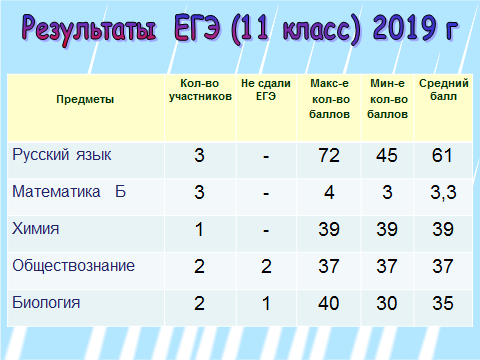 Результаты ЕГЭ (11 класс) 2019 г
Предметы Кол-во участников Не сдали ЕГЭ Макс-е кол-во баллов Мин-е кол-во баллов Средний балл
Русский язык 3 - 72 45 61
Математика Б 3 - 4 3 3,3
Химия 1 - 39 39 39
Обществознание 2 2 37 37 37
Биология 2 1 40 30 35